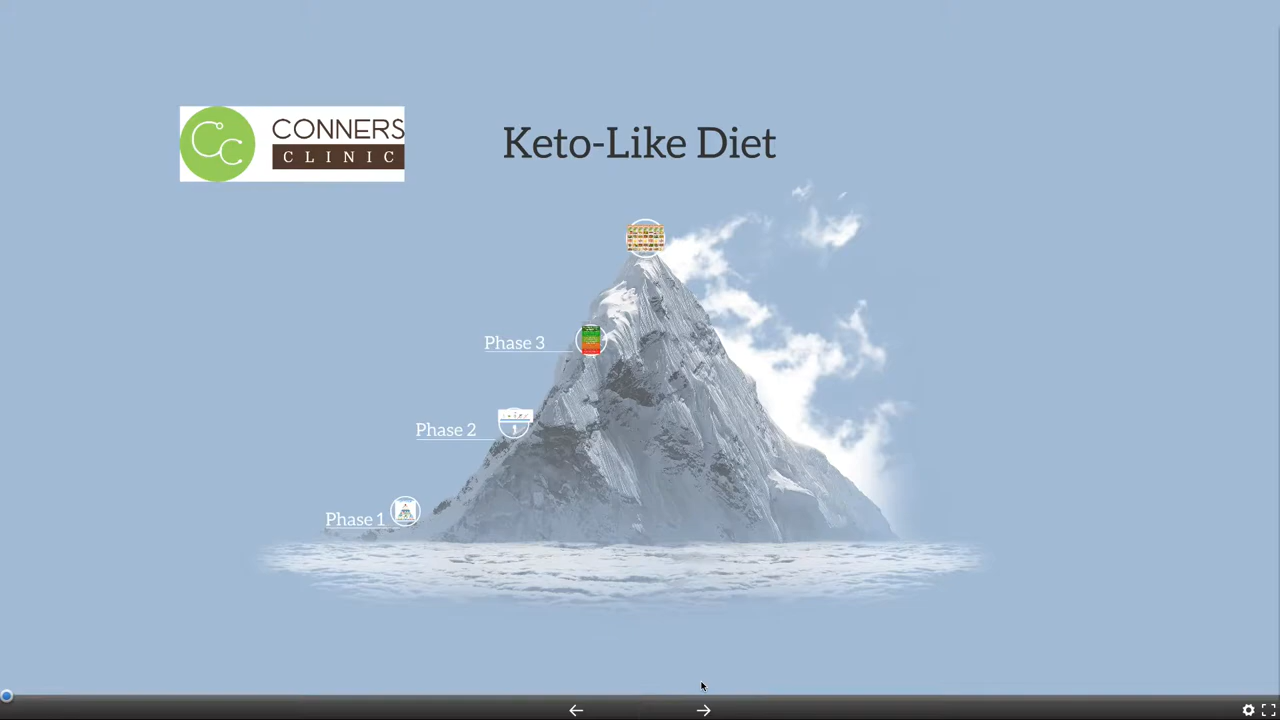 CONNERS
CLINIC
Keto-Like Diet
Phase 3
Phase 2
Phase 1